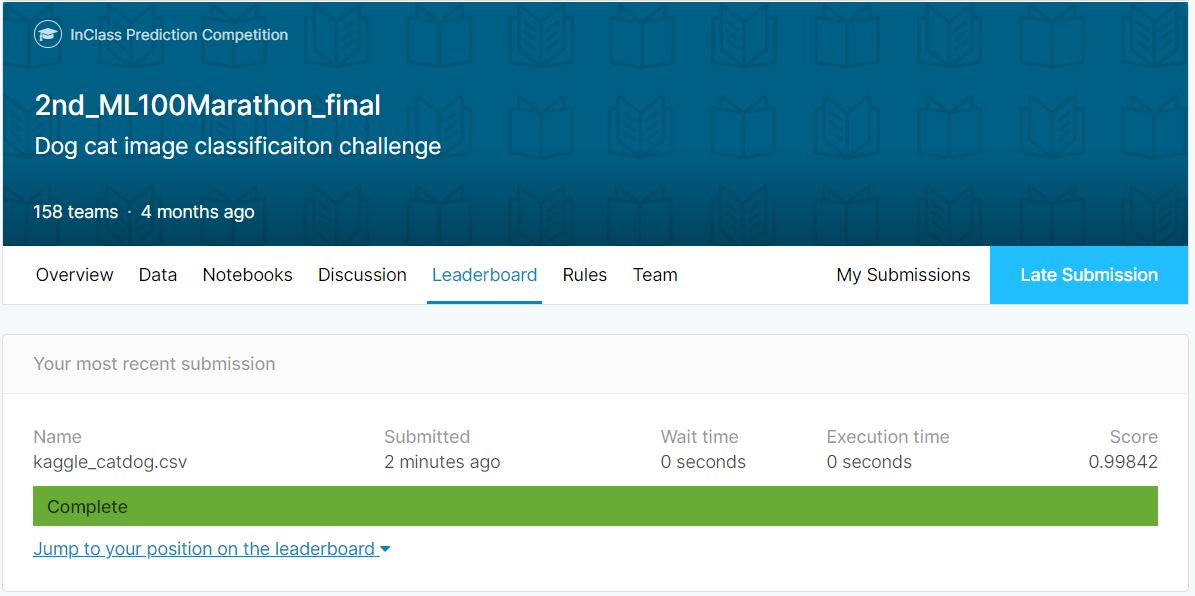 InClass Prediction Competition
2nd_ML100Marathon_final
Dog cat image classificaiton challenge
158 teams · 4 months ago
Overview Data Notebooks Discussion Leaderboard Rules Team My Submissions Late Submission
Your most recent submission
Name Submitted Wait time Execution time Score
kaggle_catdog.csv 2 minutes ago 0 seconds 0 seconds 0.99842
Complete
Jump to your position on the leaderboard